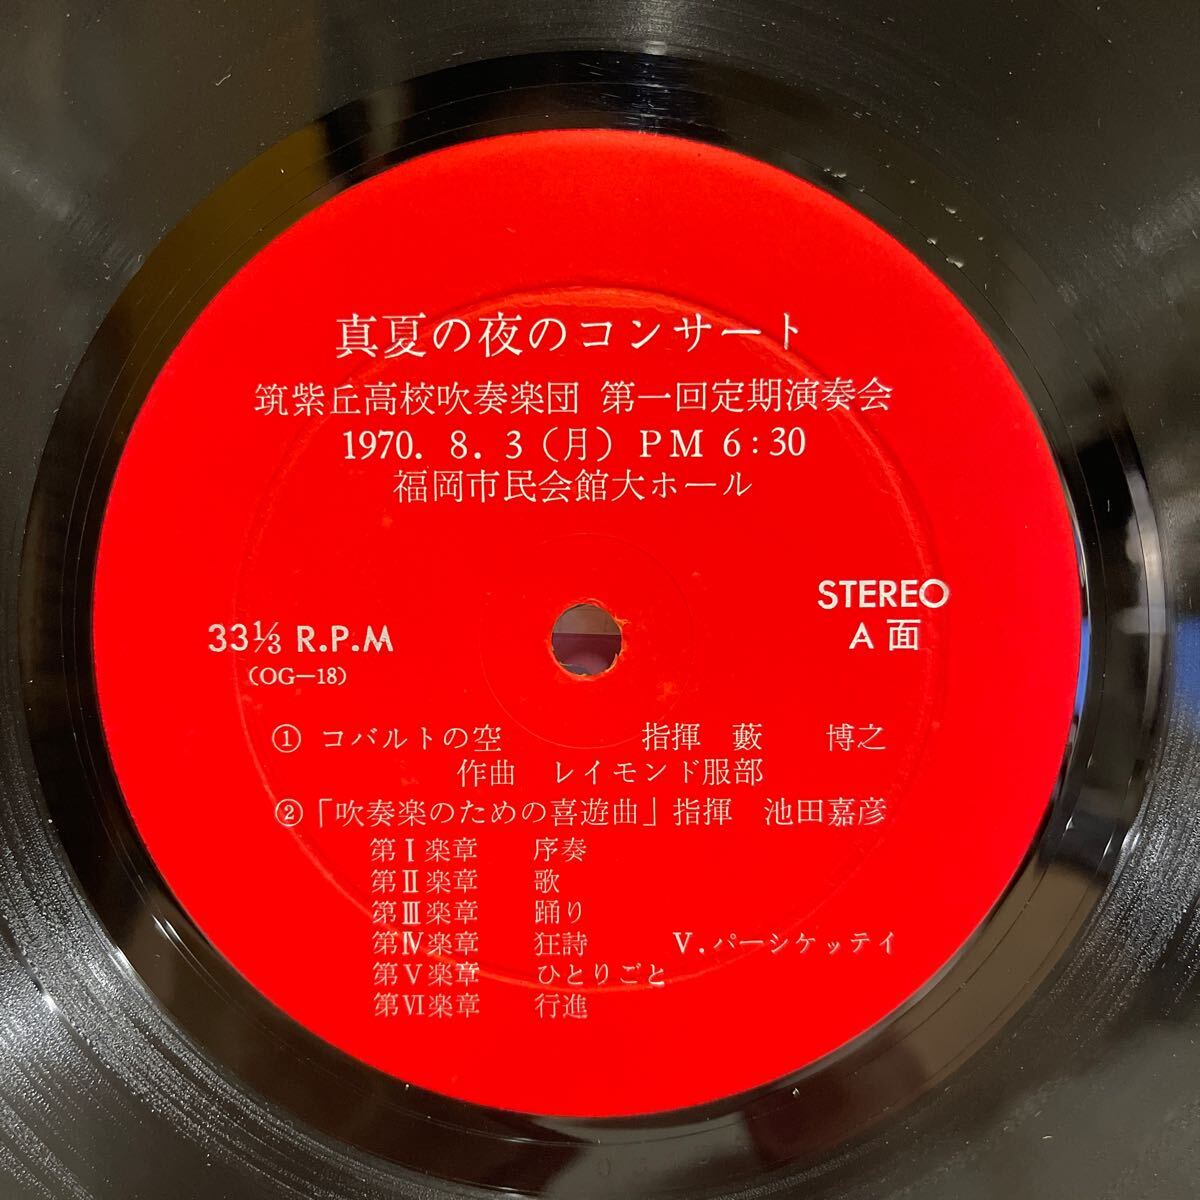 真夏の夜のコンサート
筑紫丘高校吹奏楽団 第一回定期演奏会
1970. 8. 3（月）PM 6:30
福岡市民会館大ホール
STEREO
A面
33⅓ R.P.M
（OG—18）
① コバルトの空 指揮 藪 博之
作曲 レイモンド服部
②「吹奏楽のための喜遊曲」指揮 池田嘉彦
第Ⅰ楽章 序奏
第Ⅱ楽章 歌
第Ⅲ楽章 踊り
第Ⅳ楽章 狂詩 V.パーシケッテイ
第Ⅴ楽章 ひとりごと
第Ⅵ楽章 行進